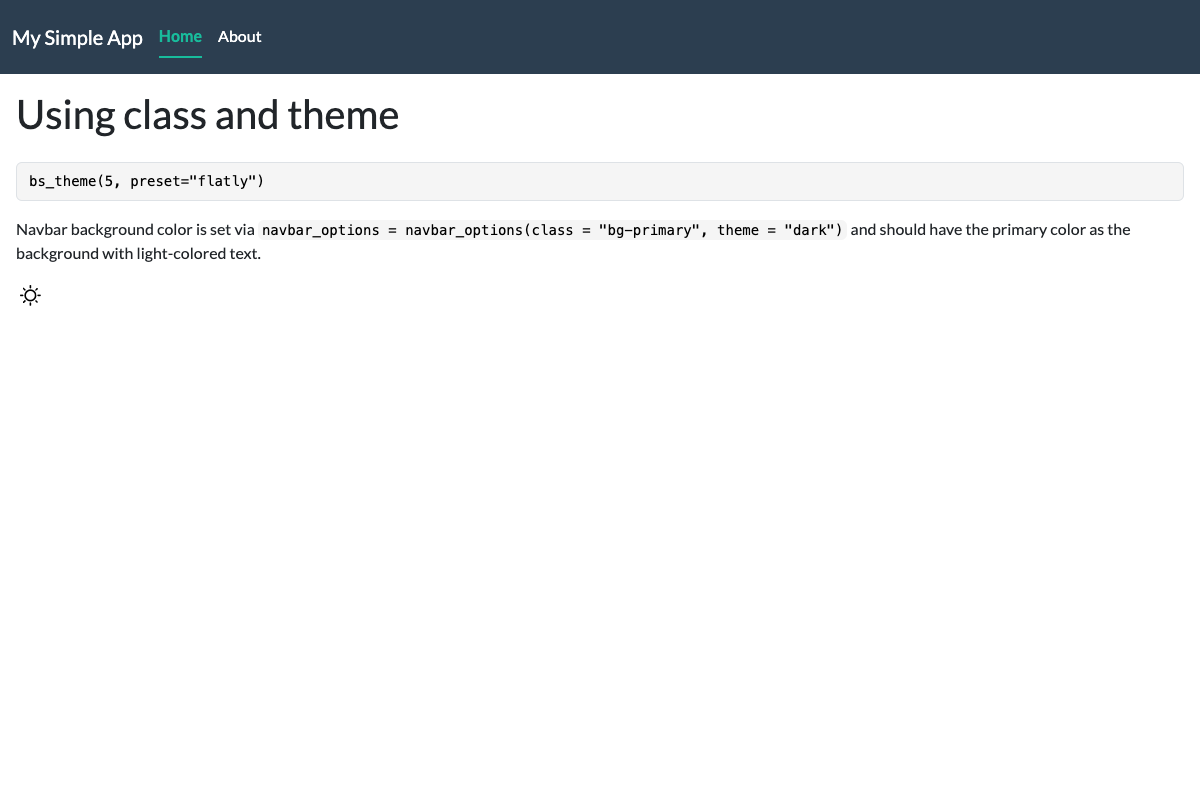 My Simple App Home About
Using class and theme
bs_theme(5, preset="flatly")
Navbar background color is set via navbar_options = navbar_options(class = "bg-primary", theme = "dark") and should have the primary color as the
background with light-colored text.